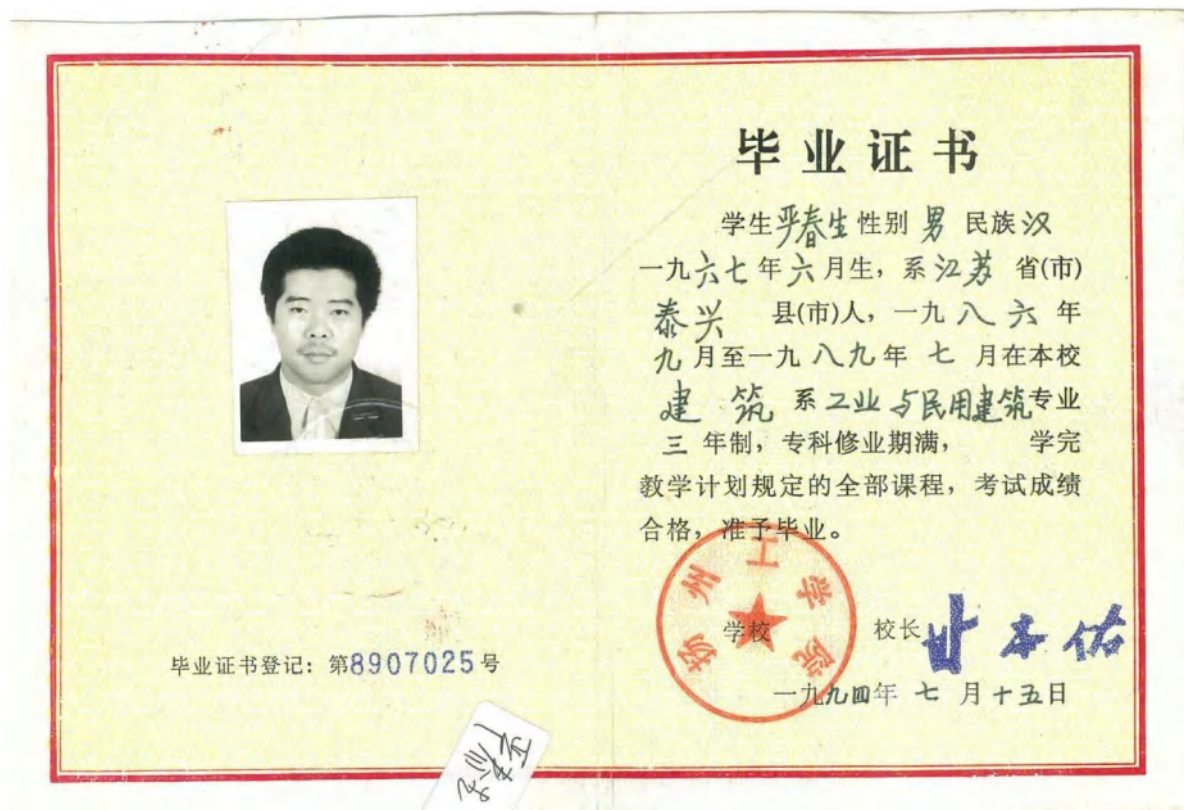 毕业证书
学生严春生性别男民族汉
一九六七年六月生，系江苏省(市)
泰兴 县(市)人，一九八六年
九月至一九八九年七月在本校
建筑系工业与民用建筑专业
三年制，专科修业期满， 学完
教学计划规定的全部课程，考试成绩
合格，准予毕业。
扬州工学院
学校 校长
一九九四年七月十五日
毕业证书登记：第8907025号